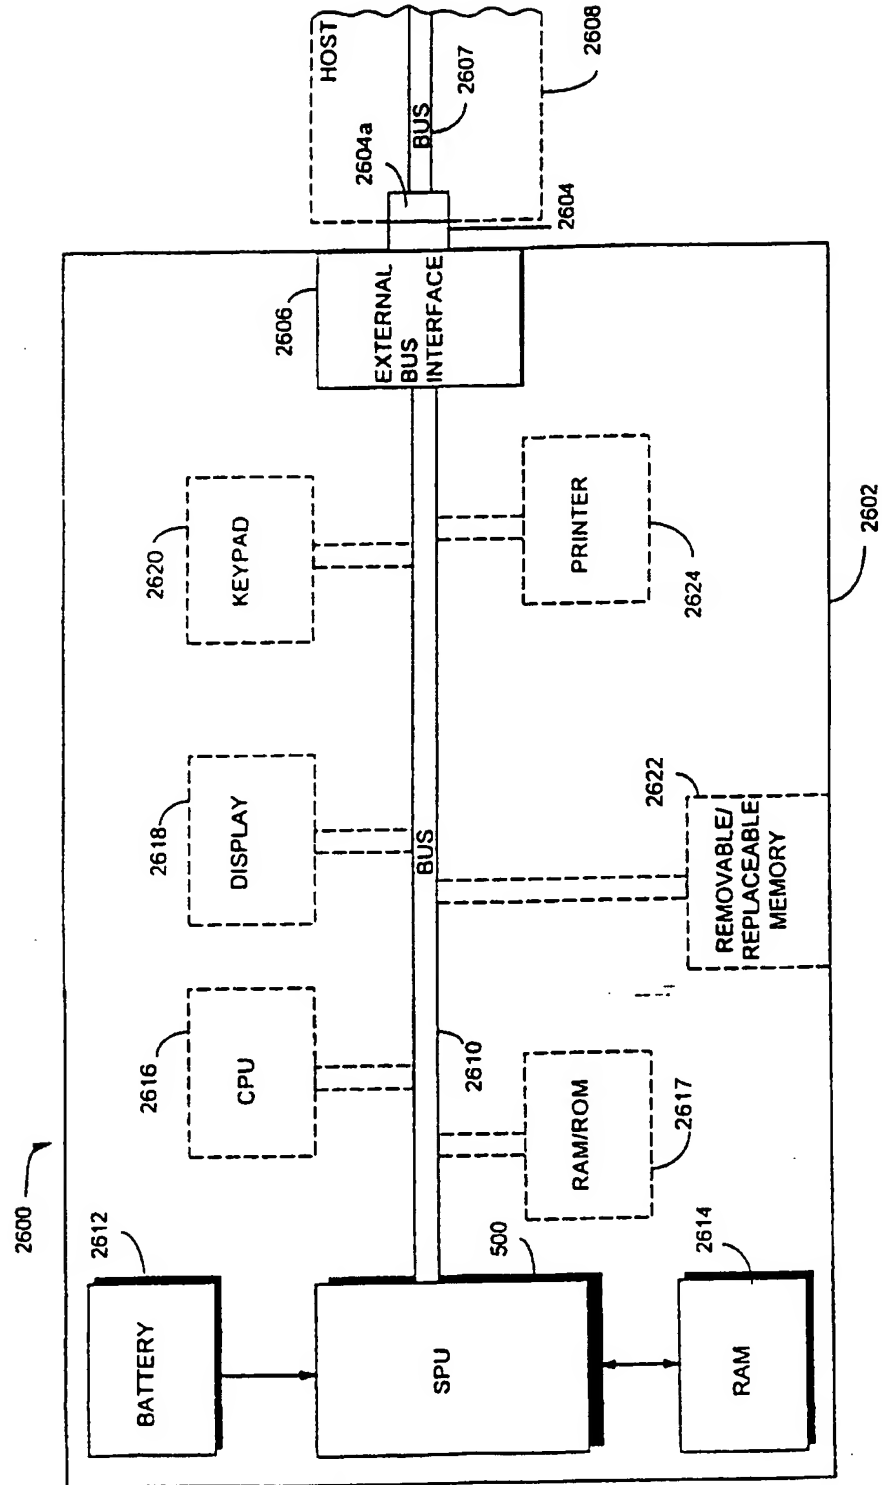 2600
BATTERY
2612
SPU
500
RAM
2614
CPU
2616
RAM/ROM
2617
BUS
2610
DISPLAY
2618
REMOVABLE/
REPLACEABLE
MEMORY
2622
KEYPAD
2620
PRINTER
2624
2602
EXTERNAL
BUS
INTERFACE
2606
2604
2604a
HOST
BUS
2607
2608